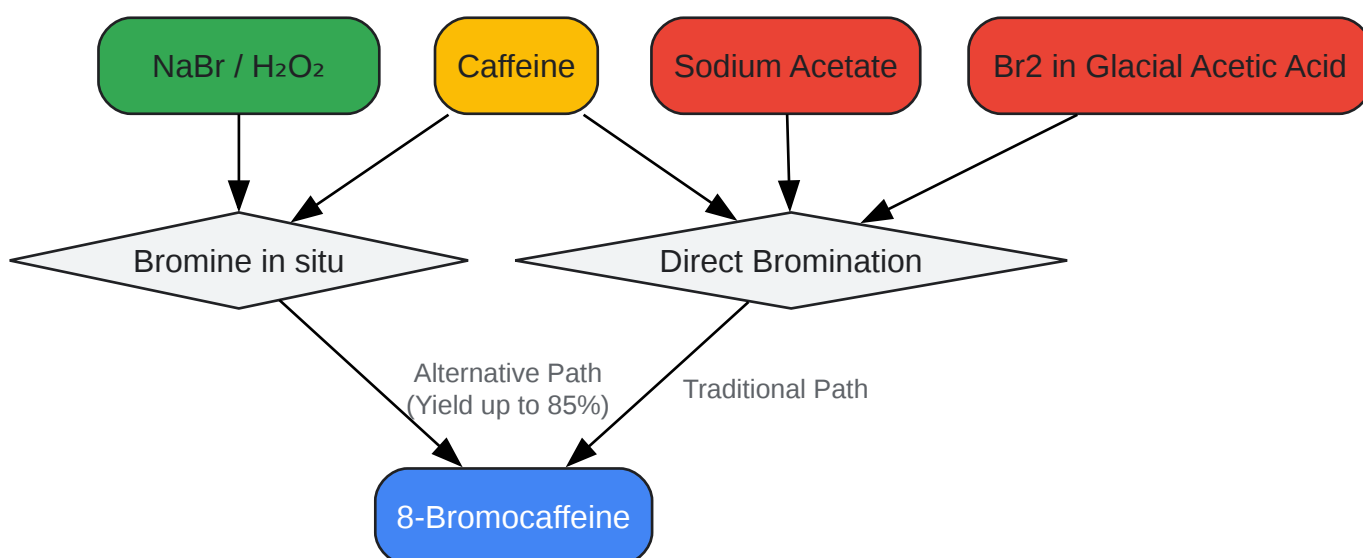 NaBr / H₂O₂
Caffeine
Sodium Acetate
Br2 in Glacial Acetic Acid
Bromine in situ
Direct Bromination
Alternative Path
(Yield up to 85%)
Traditional Path
8-Bromocaffeine